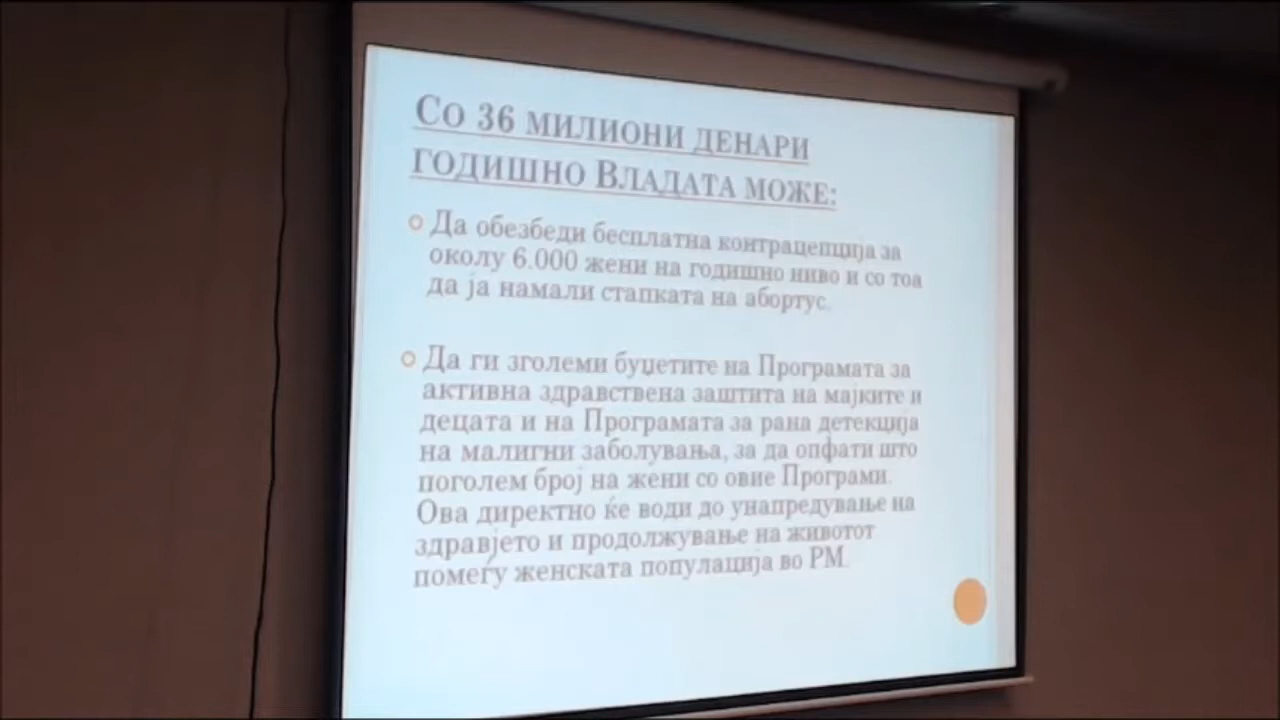 Со 36 милиони денари
годишно Владата може:
Да обезбеди бесплатна контрацепција за
околу 6.000 жени на годишно ниво и со тоа
да ја намали стапката на абортус.
Да ги зголеми буџетите на Програмата за
активна здравствена заштита на мајките и
децата и на Програмата за рана детекција
на малигни заболувања, за да опфати што
поголем број на жени со овие Програми.
Ова директно ќе води до унапредување на
здравјето и продолжување на животот
помеѓу женската популација во РМ.